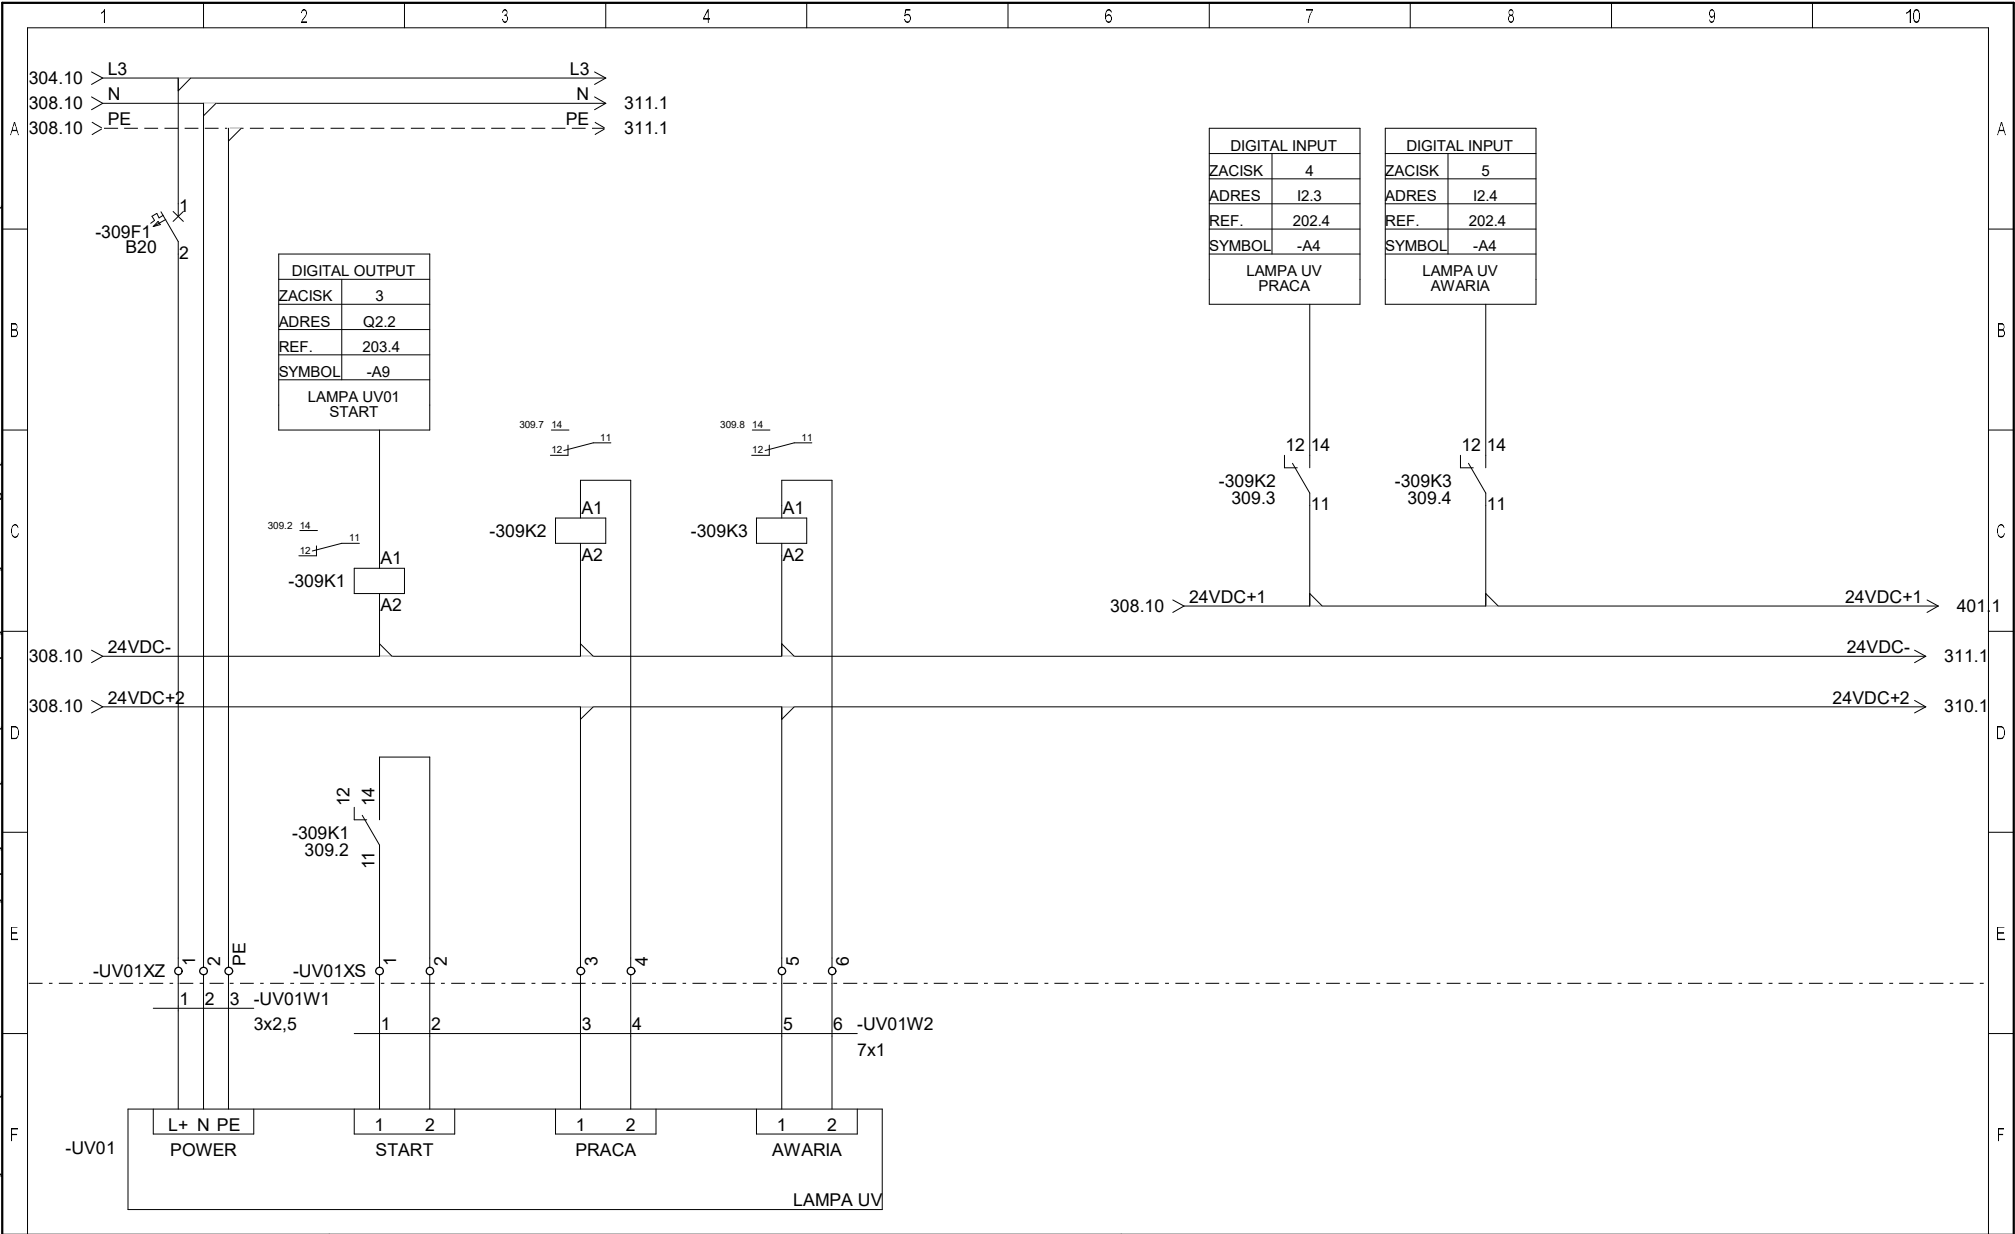 1 2 3 4 5 6 7 8 9 10
304.10 L3 L3
308.10 N N 311.1
A 308.10 PE PE 311.1 A
-309F1
B20
1
2
DIGITAL OUTPUT
ZACISK 3
ADRES Q2.2
REF. 203.4
SYMBOL -A9
LAMPA UV01
START
DIGITAL INPUT
ZACISK 4
ADRES I2.3
REF. 202.4
SYMBOL -A4
LAMPA UV
PRACA
DIGITAL INPUT
ZACISK 5
ADRES I2.4
REF. 202.4
SYMBOL -A4
LAMPA UV
AWARIA
B B
309.2 14
12 11
-309K1
A1
A2
309.7 14
12 11
-309K2
A1
A2
309.8 14
12 11
-309K3
A1
A2
12 14
-309K2
309.3
11
12 14
-309K3
309.4
11
C C
308.10 24VDC+1 24VDC+1 401.1
308.10 24VDC- 24VDC- 311.1
308.10 24VDC+2 24VDC+2 310.1
D D
12 14
-309K1
309.2
11
E E
-UV01XZ 1 2 PE
-UV01XS 1 2 3 4 5 6
1 2 3 -UV01W1
3x2,5
1 2 3 4 5 6 -UV01W2
7x1
F F
-UV01
L+ N PE
POWER
1 2
START
1 2
PRACA
1 2
AWARIA
LAMPA UV